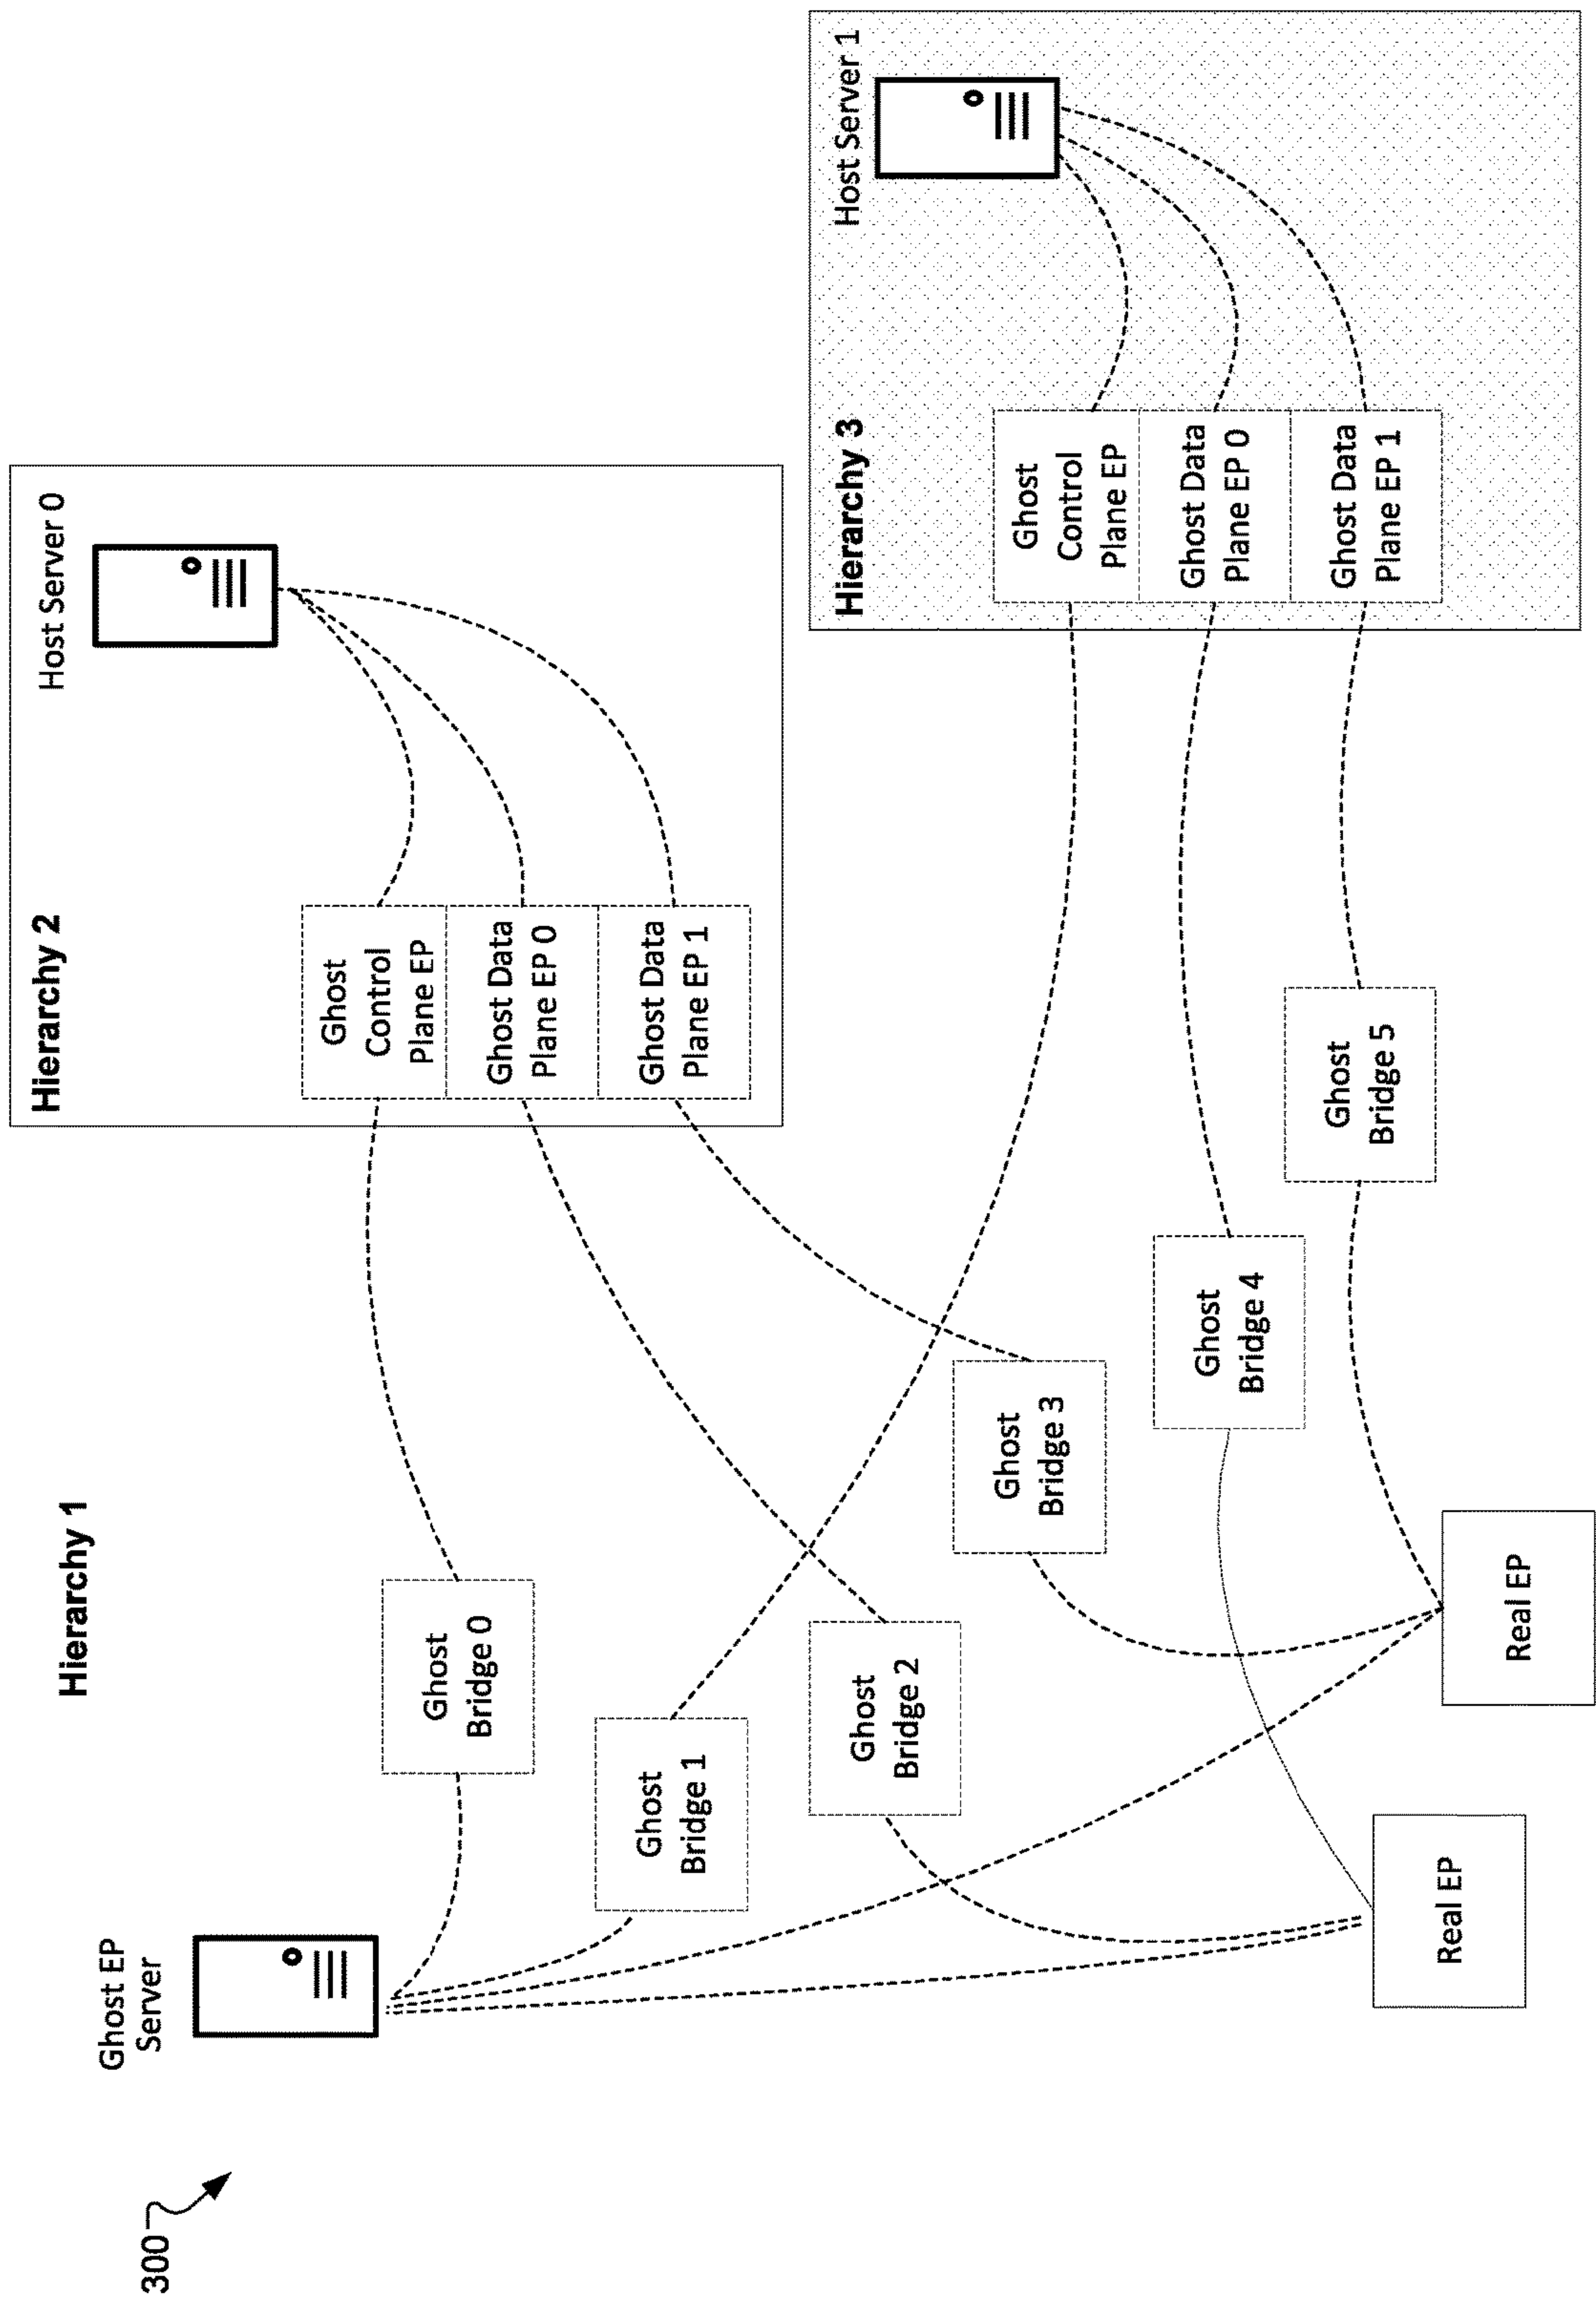 300
Ghost EP
Server
Hierarchy 1
Hierarchy 2
Host Server 0
Ghost
Control
Plane EP
Ghost Data
Plane EP 0
Ghost Data
Plane EP 1
Hierarchy 3
Host Server 1
Ghost
Control
Plane EP
Ghost Data
Plane EP 0
Ghost Data
Plane EP 1
Ghost
Bridge 0
Ghost
Bridge 1
Ghost
Bridge 2
Ghost
Bridge 3
Ghost
Bridge 4
Ghost
Bridge 5
Real EP
Real EP